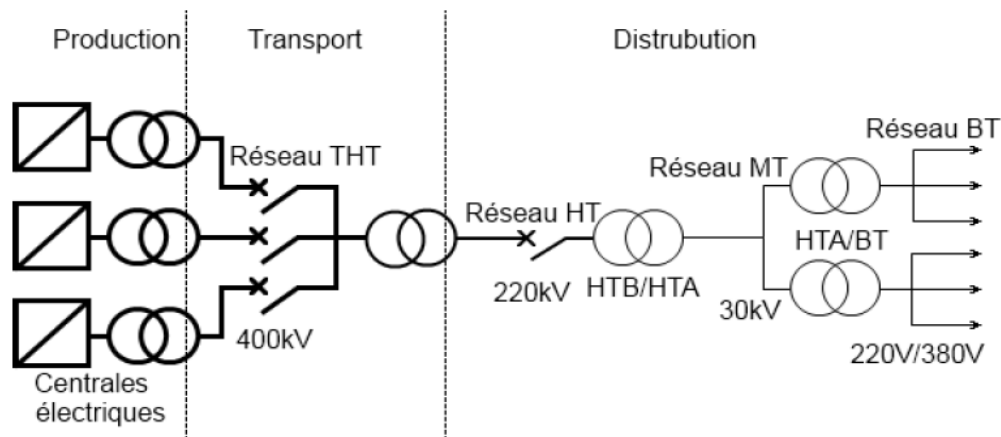 Production
Transport
Distrubution
Réseau THT
Réseau HT
Réseau MT
Réseau BT
HTA/BT
220kV
HTB/HTA
30kV
400kV
220V/380V
Centrales
électriques